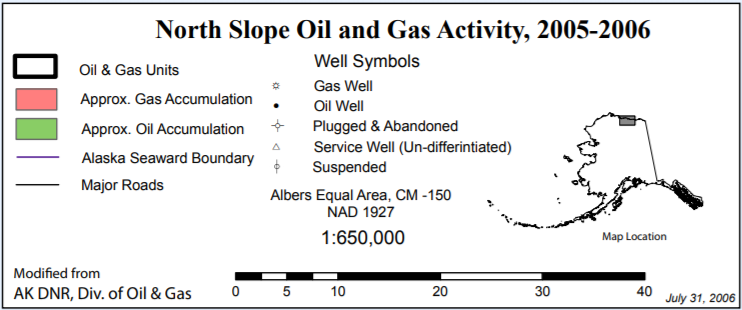 North Slope Oil and Gas Activity, 2005-2006
Oil & Gas Units
Approx. Gas Accumulation
Approx. Oil Accumulation
Alaska Seaward Boundary
Major Roads
Well Symbols
Gas Well
Oil Well
Plugged & Abandoned
Service Well (Un-differintiated)
Suspended
Albers Equal Area, CM -150
NAD 1927
1:650,000
Map Location
Modified from
AK DNR, Div. of Oil & Gas
0 5 10 20 30 40
July 31, 2006